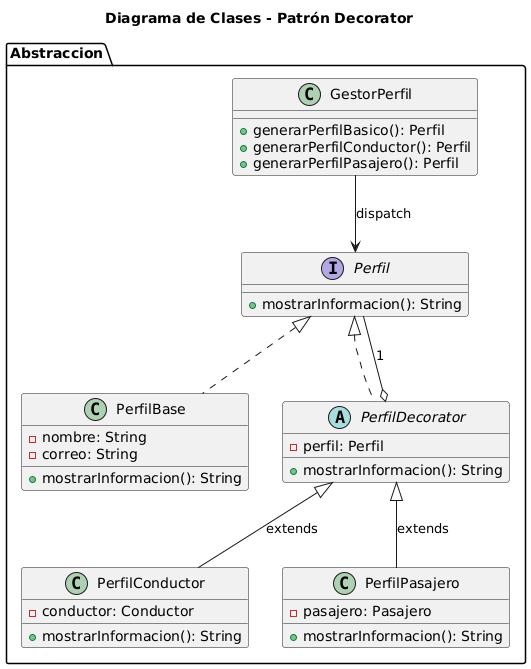 Diagrama de Clases - Patrón Decorator
Abstraccion
C GestorPerfil
generarPerfilBasico(): Perfil
generarPerfilConductor(): Perfil
generarPerfilPasajero(): Perfil
dispatch
I Perfil
mostrarInformacion(): String
1
C PerfilBase
nombre: String
correo: String
mostrarInformacion(): String
A PerfilDecorator
perfil: Perfil
mostrarInformacion(): String
extends
extends
C PerfilConductor
conductor: Conductor
mostrarInformacion(): String
C PerfilPasajero
pasajero: Pasajero
mostrarInformacion(): String